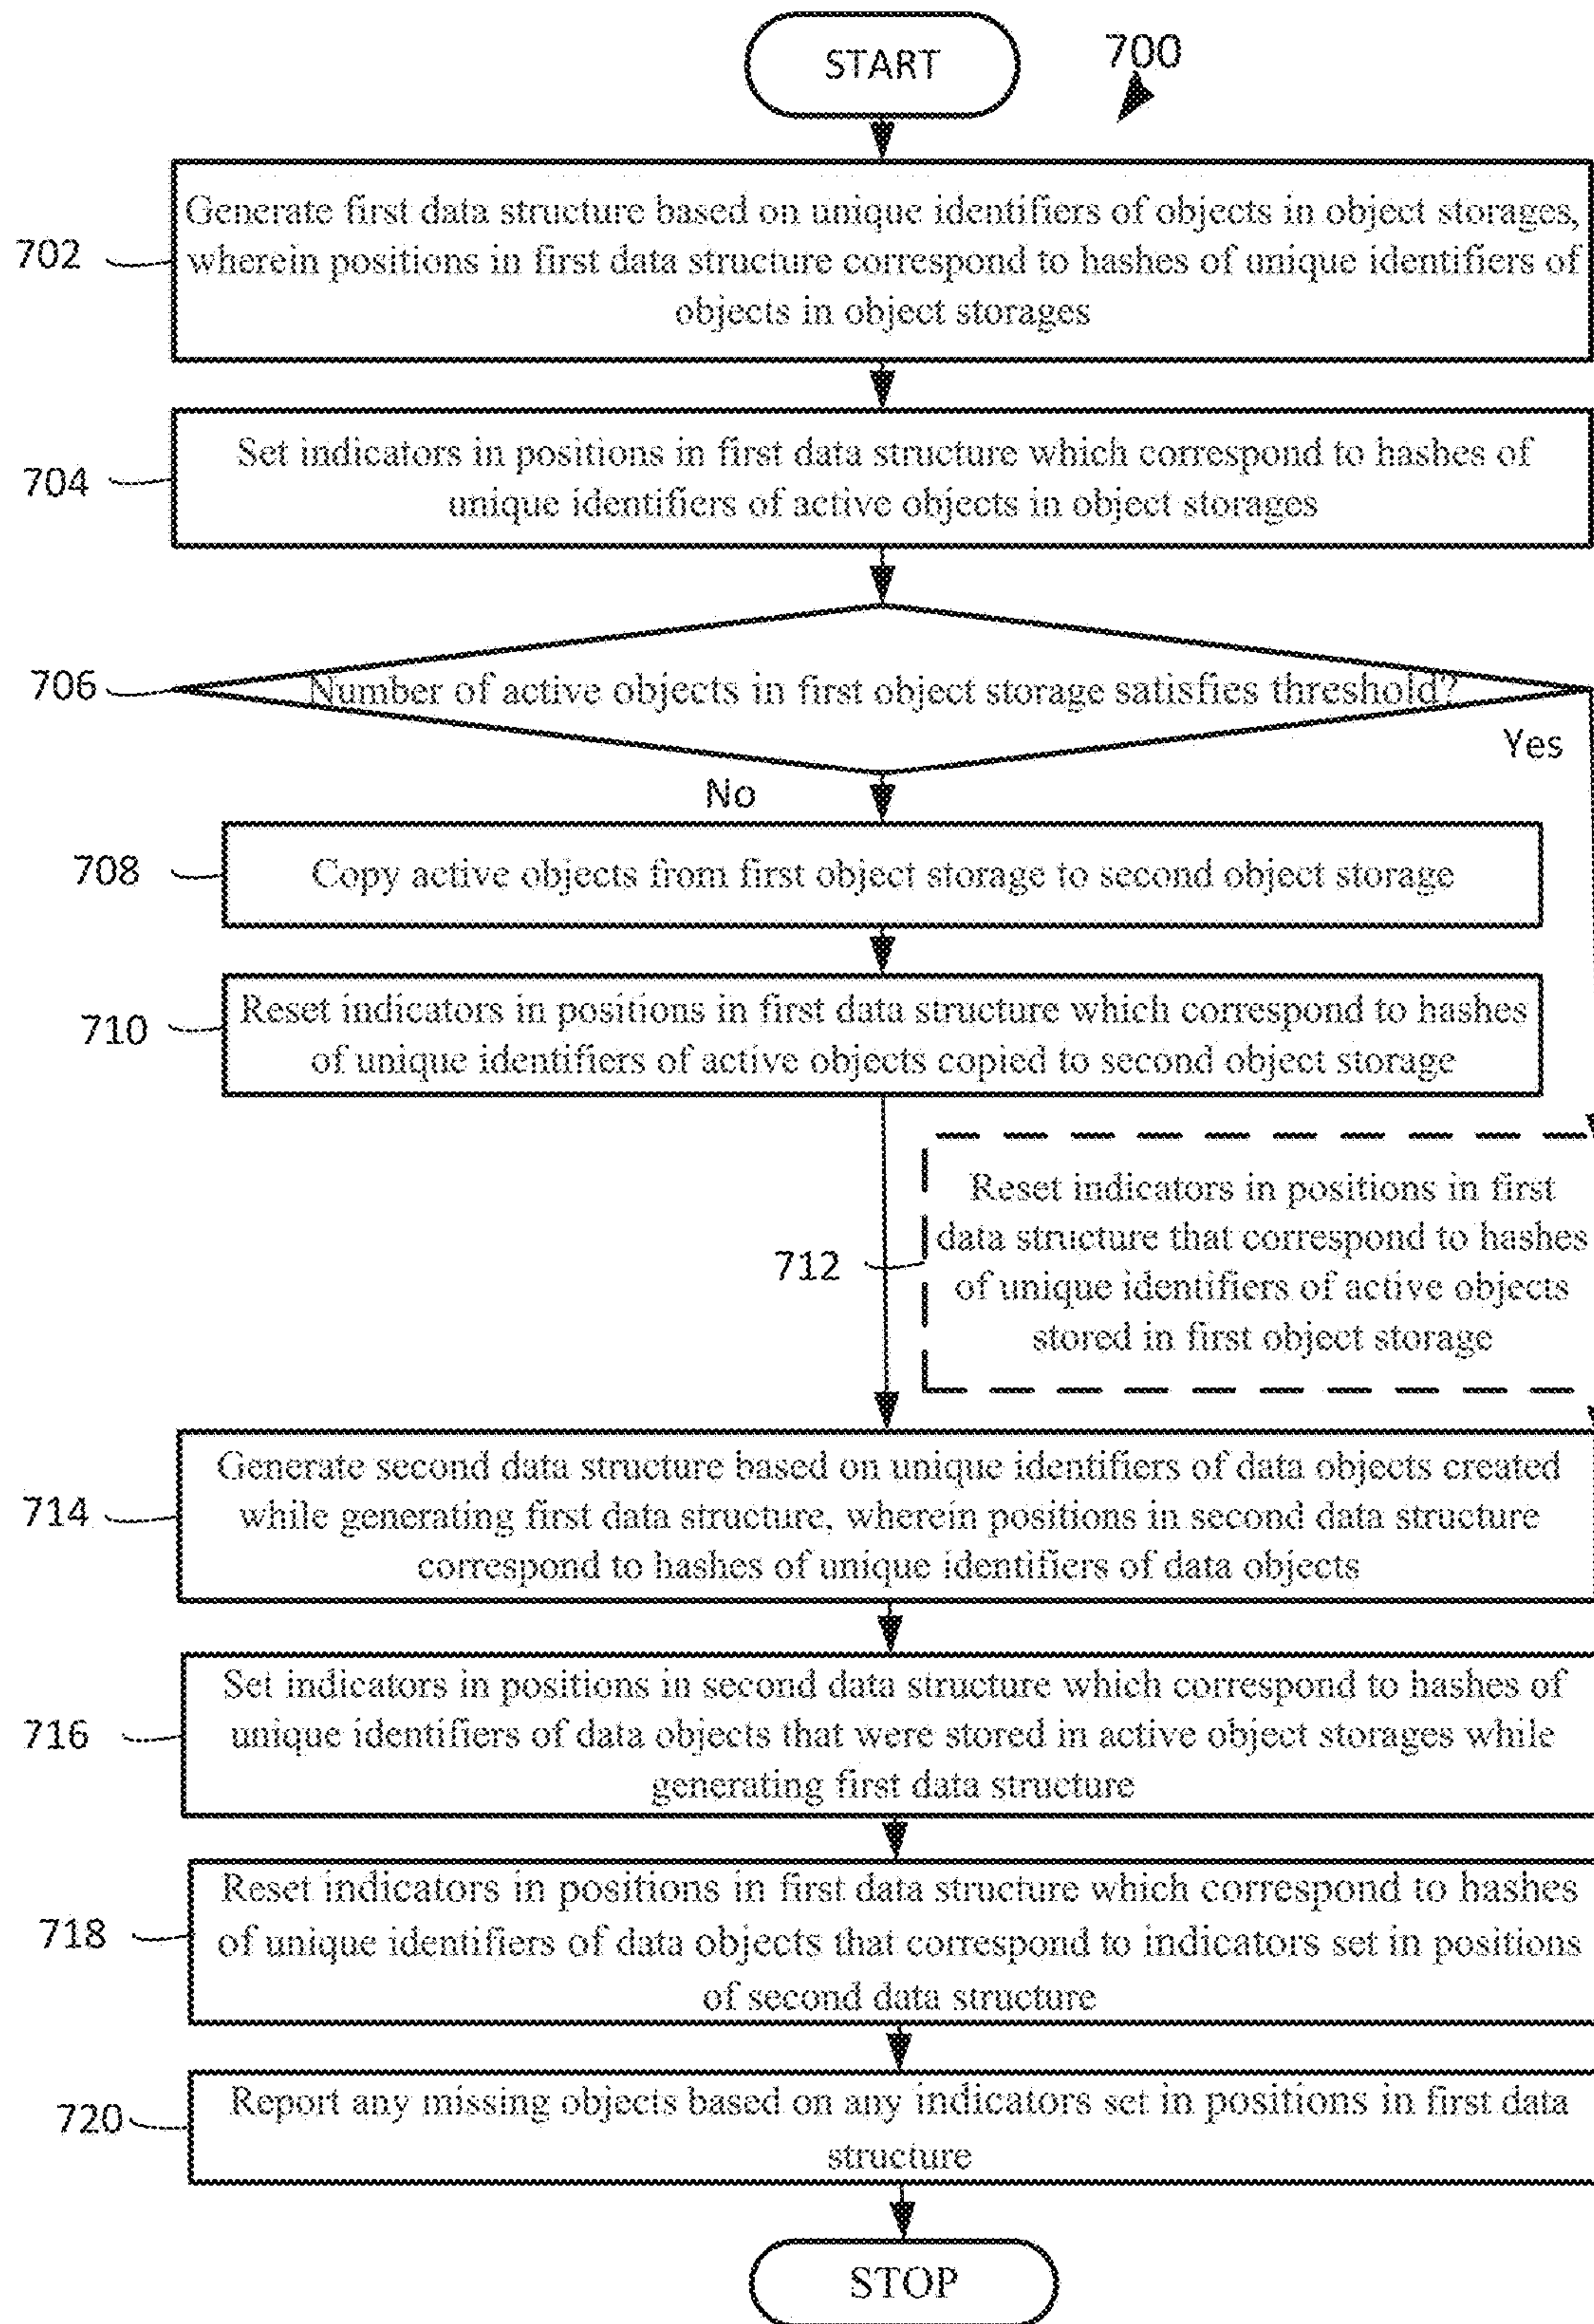 START
700
702
Generate first data structure based on unique identifiers of objects in object storages,
wherein positions in first data structure correspond to hashes of unique identifiers of
objects in object storages
704
Set indicators in positions in first data structure which correspond to hashes of
unique identifiers of active objects in object storages
706
Number of active objects in first object storage satisfies threshold?
Yes
No
708
Copy active objects from first object storage to second object storage
710
Reset indicators in positions in first data structure which correspond to hashes
of unique identifiers of active objects copied to second object storage
712
Reset indicators in positions in first
data structure that correspond to hashes
of unique identifiers of active objects
stored in first object storage
714
Generate second data structure based on unique identifiers of data objects created
while generating first data structure, wherein positions in second data structure
correspond to hashes of unique identifiers of data objects
716
Set indicators in positions in second data structure which correspond to hashes of
unique identifiers of data objects that were stored in active object storages while
generating first data structure
718
Reset indicators in positions in first data structure which correspond to hashes
of unique identifiers of data objects that correspond to indicators set in positions
of second data structure
720
Report any missing objects based on any indicators set in positions in first data
structure
STOP